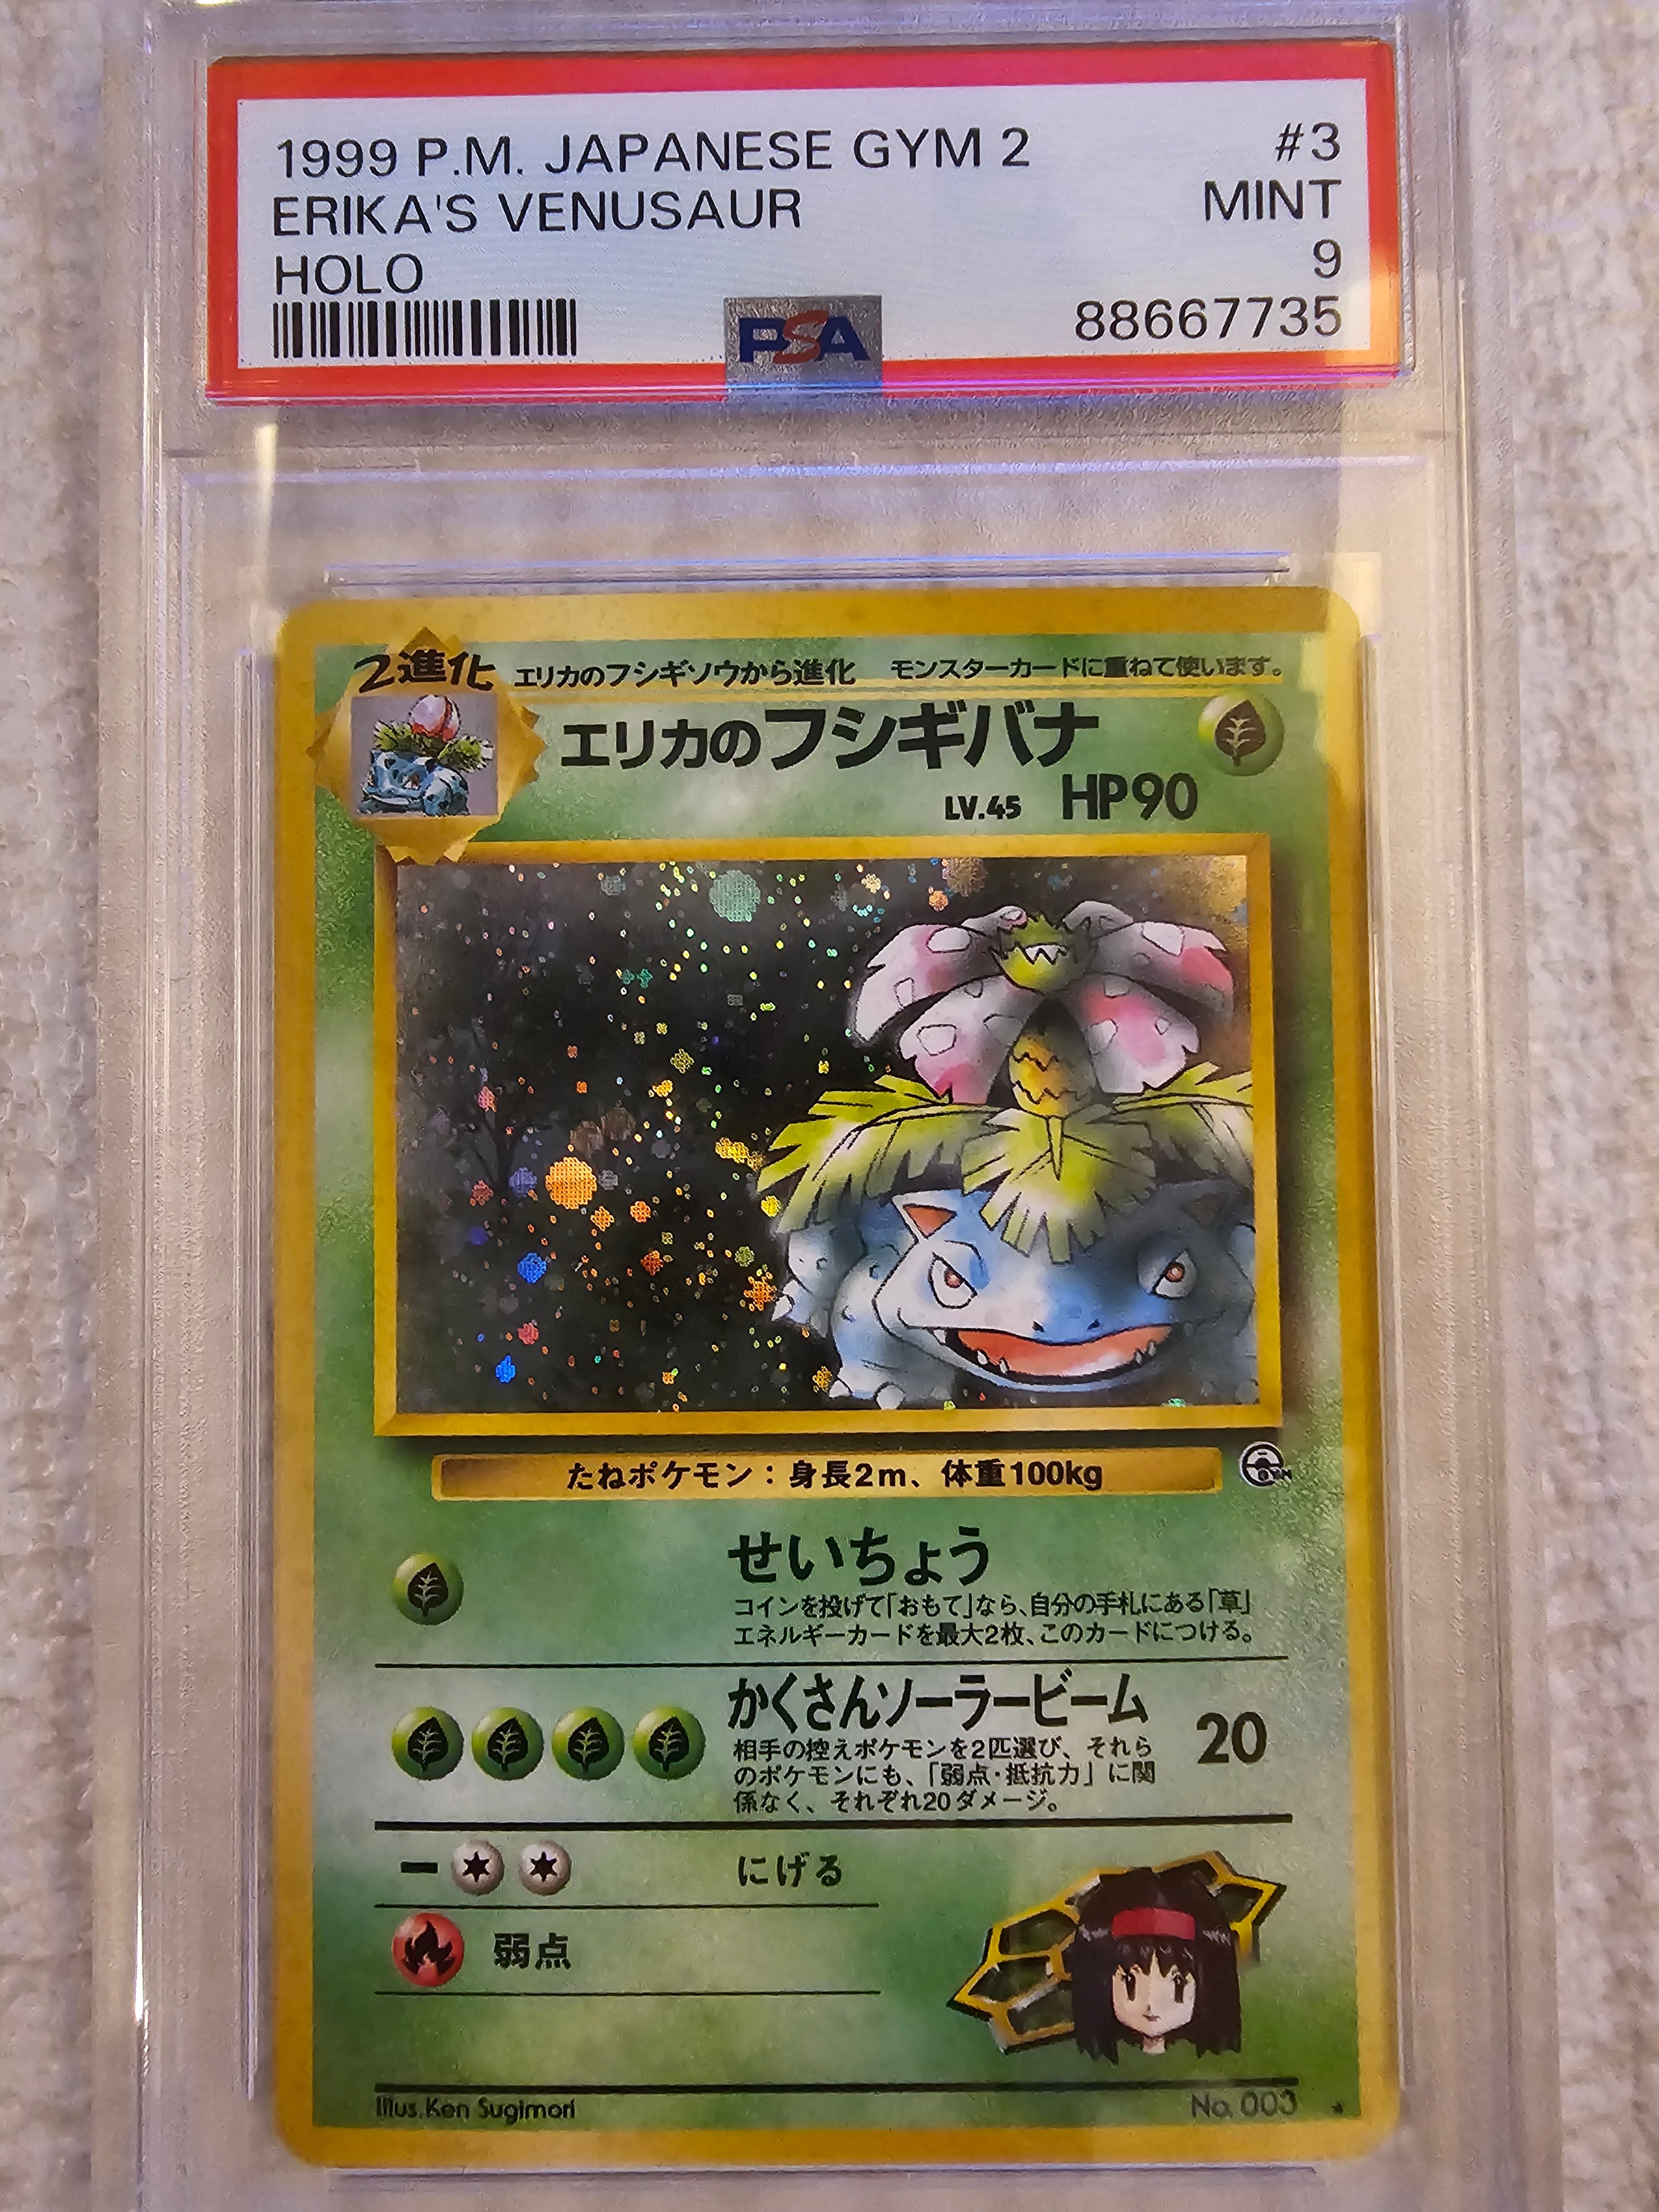 1999 P.M. JAPANESE GYM 2 #3
ERIKA'S VENUSAUR MINT
HOLO 9
PSA 88667735
2進化 エリカのフシギソウから進化 モンスターカードに重ねて使います。
エリカのフシギバナ
LV.45 HP90
たねポケモン：身長2m、体重100kg
せいちょう
コインを投げて「おもて」なら、自分の手札にある「草」
エネルギーカードを最大2枚、このカードにつける。
かくさんソーラービーム 20
相手の控えポケモンを2匹選び、それら
のポケモンにも、「弱点・抵抗力」に関
係なく、それぞれ20ダメージ。
にげる
弱点
Illus. Ken Sugimori No. 003